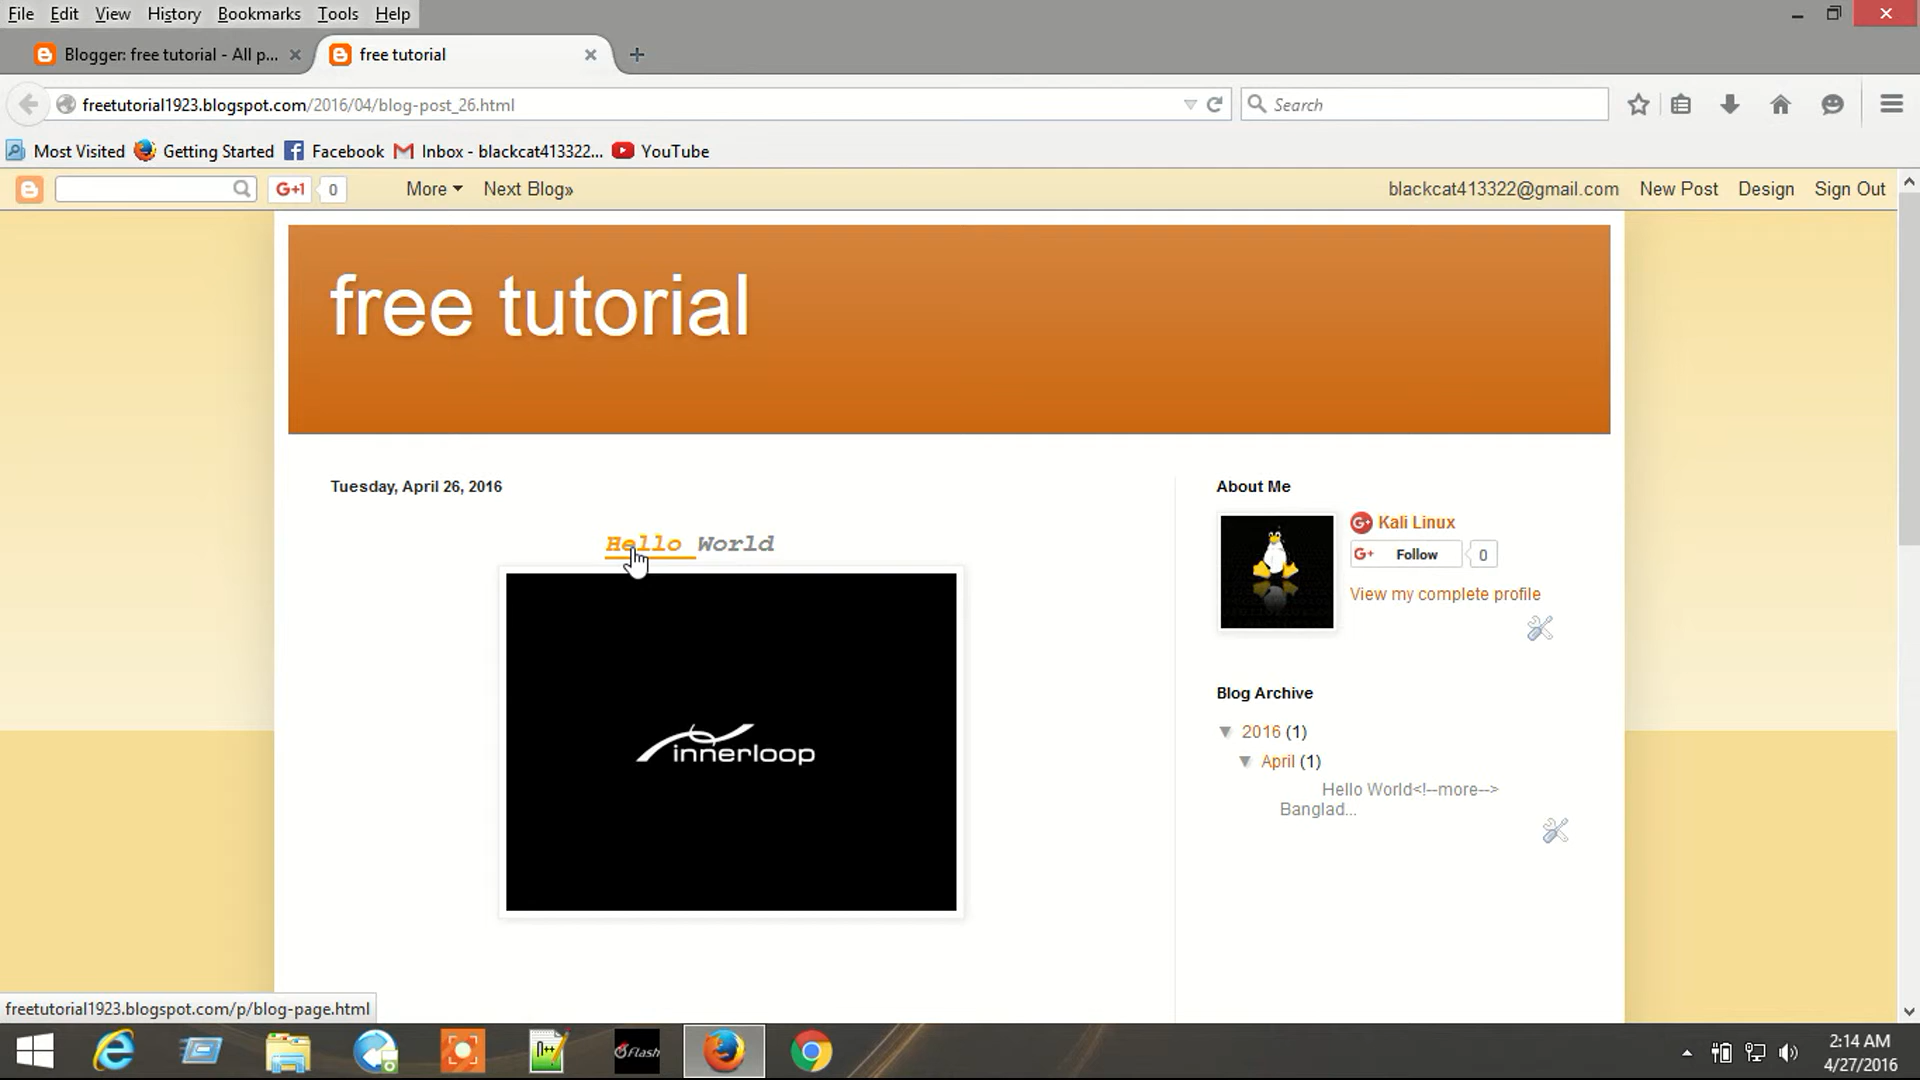 File Edit View History Bookmarks Tools Help
Blogger: free tutorial - All p... free tutorial
freetutorial1923.blogspot.com/2016/04/blog-post_26.html Search
Most Visited Getting Started Facebook Inbox - blackcat413322... YouTube
G+1 0 More Next Blog» blackcat413322@gmail.com New Post Design Sign Out
free tutorial
Tuesday, April 26, 2016
Hello World
innerloop
About Me
Kali Linux
G+ Follow 0
View my complete profile
Blog Archive
▼ 2016 (1)
▼ April (1)
Hello World<!--more-->
Banglad...
freetutorial1923.blogspot.com/p/blog-page.html
n++ Flash
2:14 AM
4/27/2016